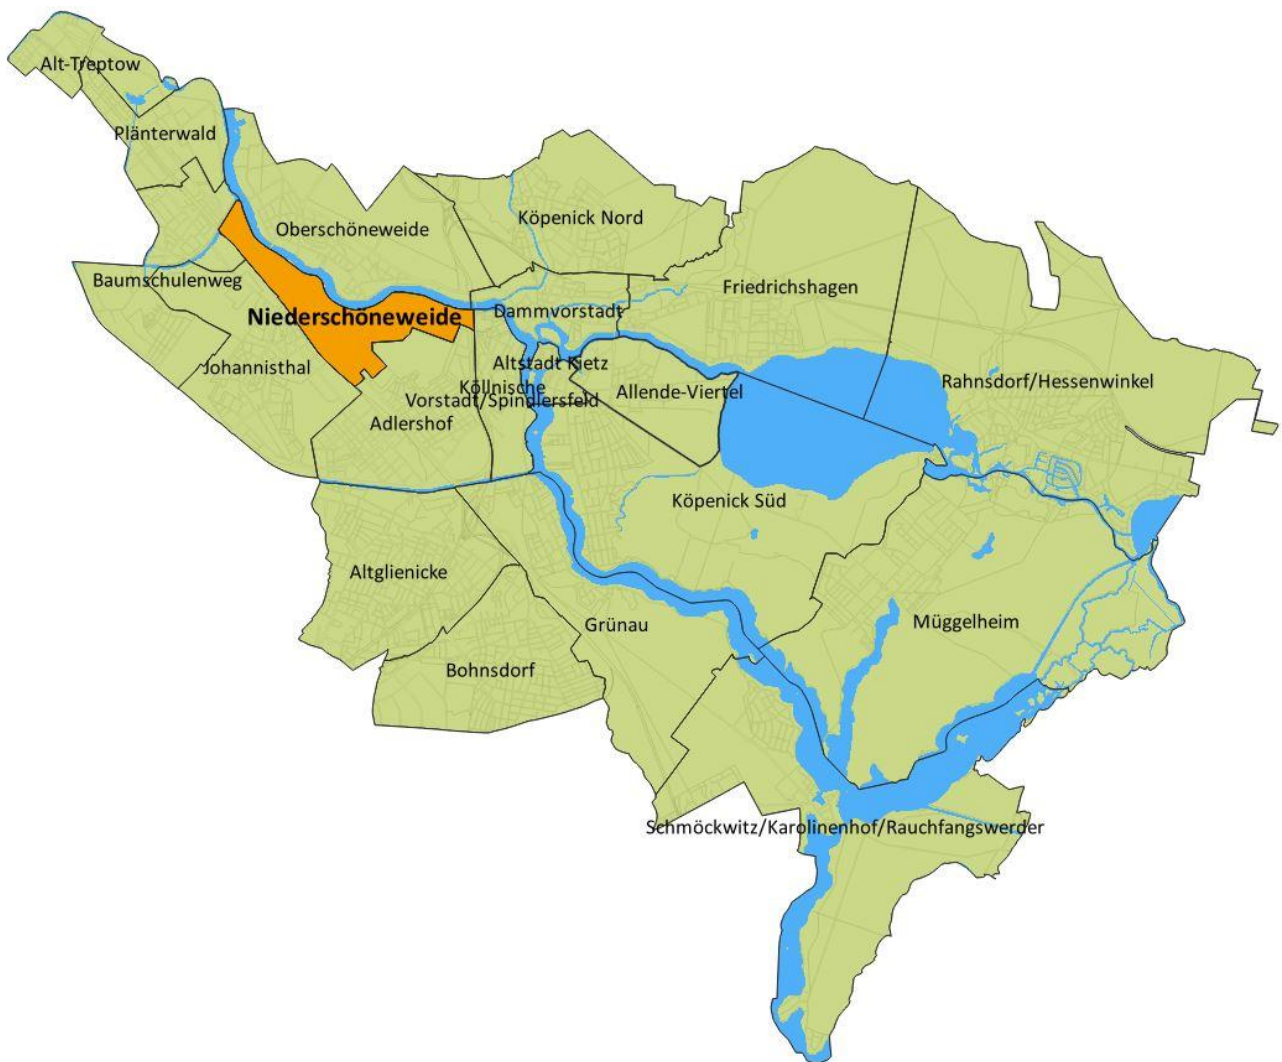 Alt-Treptow
Plänterwald
Köpenick Nord
Oberschöneweide
Baumschulenweg
Friedrichshagen
Niederschöneweide
Dammvorstadt
Johannisthal
Altstadt Kietz
Rahnsdorf/Hessenwinkel
Köllnische
Vorstadt/Spindlersfeld
Allende-Viertel
Adlershof
Köpenick Süd
Altglienicke
Grünau
Müggelheim
Bohnsdorf
Schmöckwitz/Karolinenhof/Rauchfangswerder